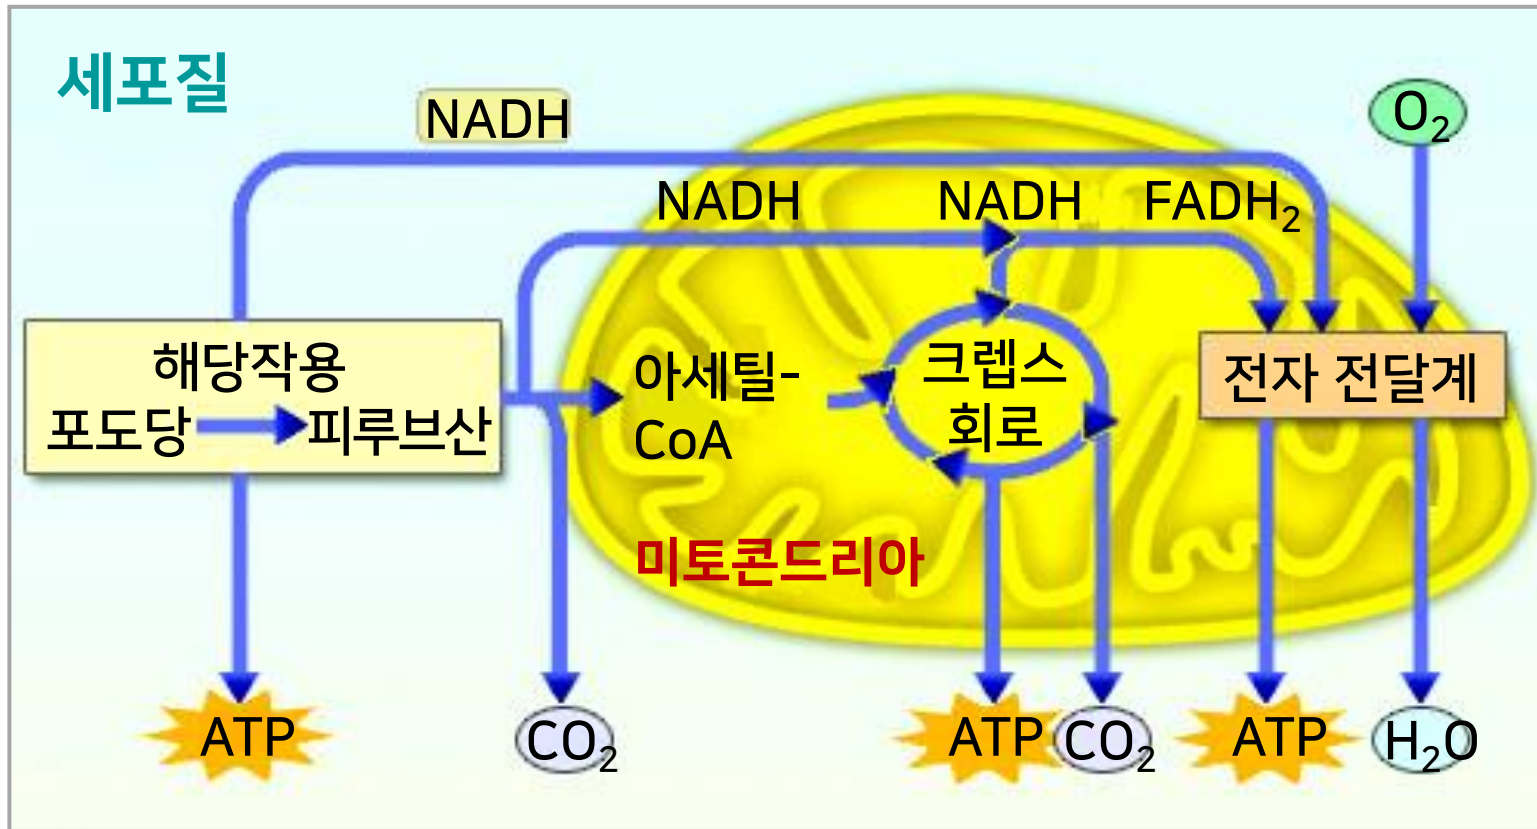 세포질
NADH
O₂
NADH
NADH
FADH₂
해당작용
포도당
피루브산
아세틸-
CoA
크렙스
회로
전자 전달계
미토콘드리아
ATP
CO₂
ATP
CO₂
ATP
H₂O